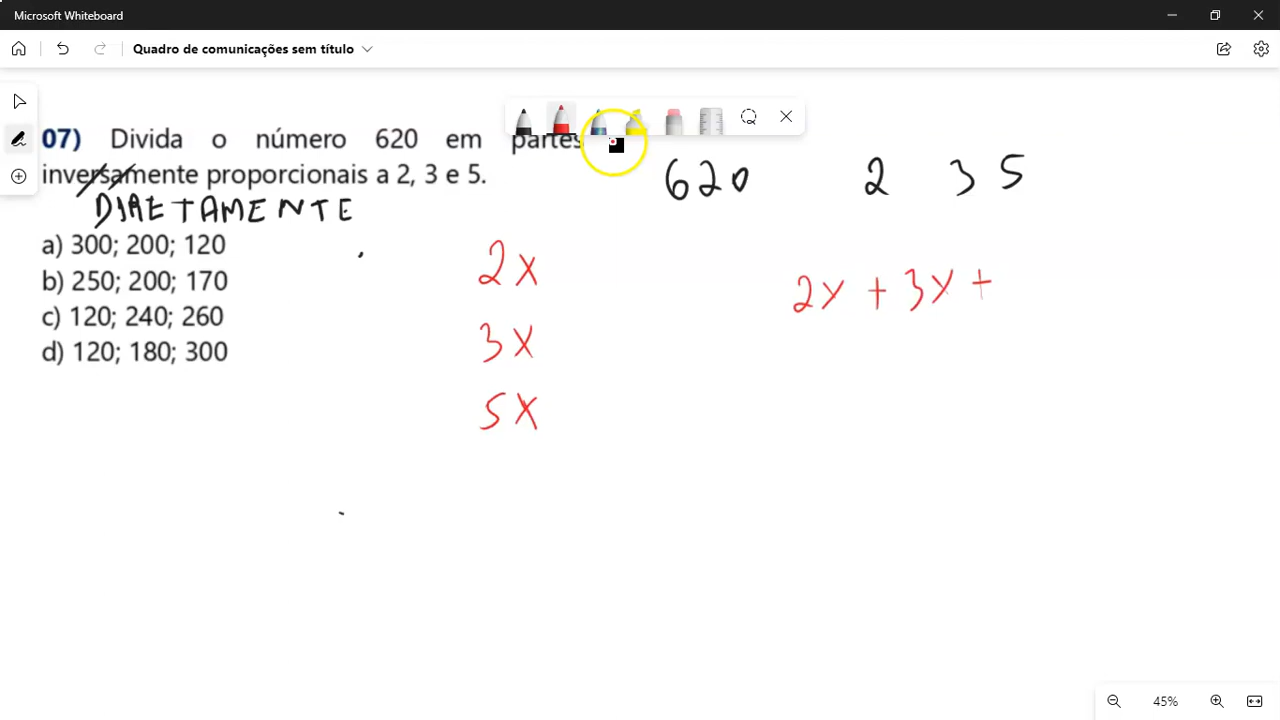 Microsoft Whiteboard
Quadro de comunicações sem título
07) Divida o número 620 em partes
inversamente proporcionais a 2, 3 e 5.
DIRETAMENTE
a) 300; 200; 120
b) 250; 200; 170
c) 120; 240; 260
d) 120; 180; 300
620 2 3 5
2x
3x
5x
2x + 3x +
45%